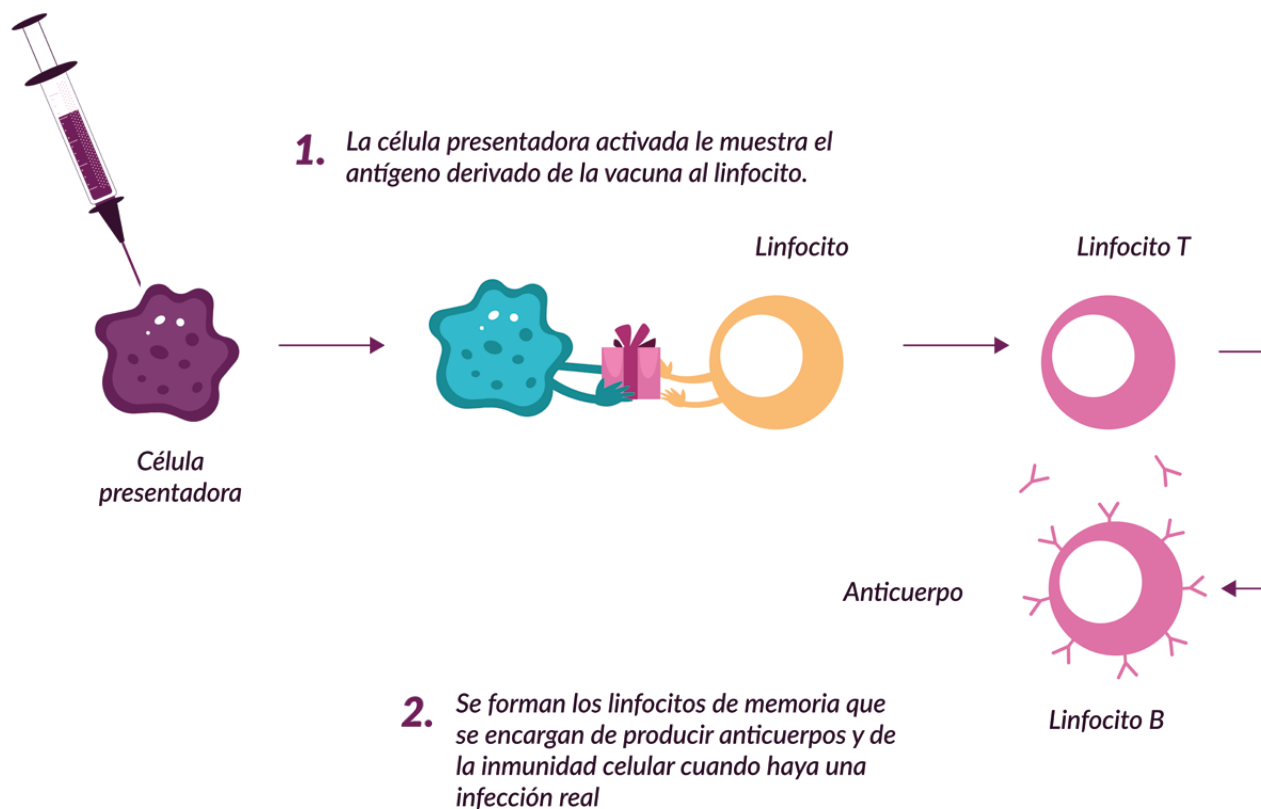 1. La célula presentadora activada le muestra el
antígeno derivado de la vacuna al linfocito.
Linfocito
Linfocito T
Célula
presentadora
Anticuerpo
Linfocito B
2. Se forman los linfocitos de memoria que
se encargan de producir anticuerpos y de
la inmunidad celular cuando haya una
infección real